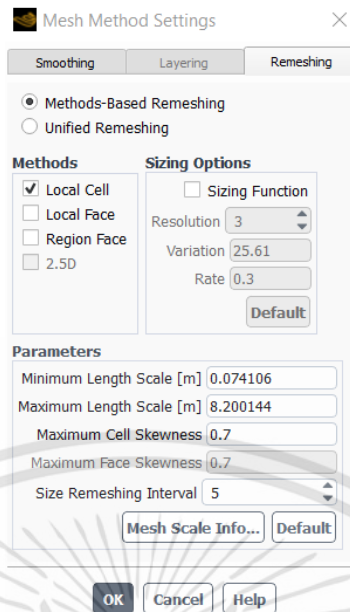 Mesh Method Settings
Smoothing Layering Remeshing
Methods-Based Remeshing
Unified Remeshing
Methods Sizing Options
Local Cell Sizing Function
Local Face Resolution 3
Region Face Variation 25.61
2.5D Rate 0.3
Default
Parameters
Minimum Length Scale [m] 0.074106
Maximum Length Scale [m] 8.200144
Maximum Cell Skewness 0.7
Maximum Face Skewness 0.7
Size Remeshing Interval 5
Mesh Scale Info... Default
OK Cancel Help